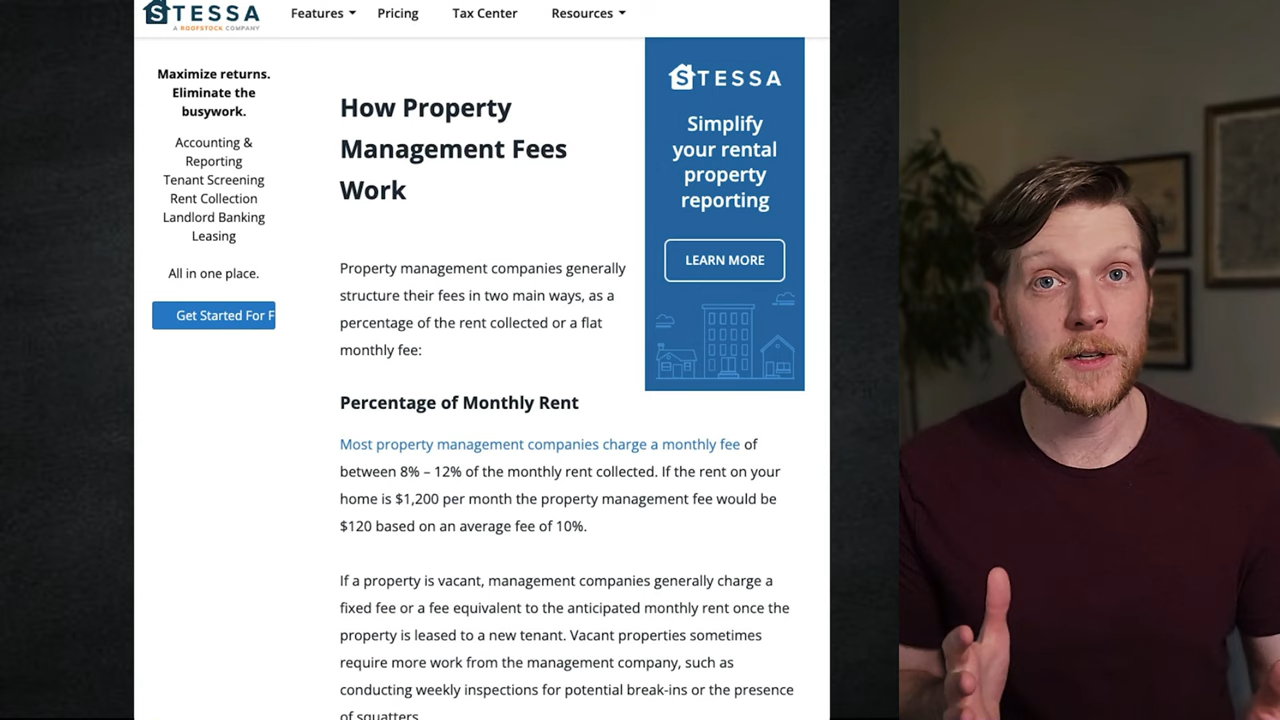 STESSA
A ROOFSTOCK COMPANY
Features
Pricing
Tax Center
Resources
Maximize returns.
Eliminate the
busywork.
Accounting &
Reporting
Tenant Screening
Rent Collection
Landlord Banking
Leasing
All in one place.
Get Started For F
How Property
Management Fees
Work
Property management companies generally
structure their fees in two main ways, as a
percentage of the rent collected or a flat
monthly fee:
STESSA
Simplify
your rental
property
reporting
LEARN MORE
Percentage of Monthly Rent
Most property management companies charge a monthly fee of
between 8% – 12% of the monthly rent collected. If the rent on your
home is $1,200 per month the property management fee would be
$120 based on an average fee of 10%.
If a property is vacant, management companies generally charge a
fixed fee or a fee equivalent to the anticipated monthly rent once the
property is leased to a new tenant. Vacant properties sometimes
require more work from the management company, such as
conducting weekly inspections for potential break-ins or the presence
of squatters.